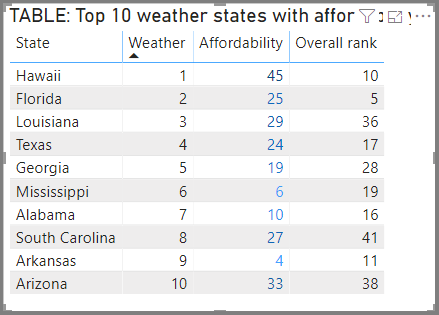 TABLE: Top 10 weather states with affor
State Weather Affordability Overall rank
Hawaii 1 45 10
Florida 2 25 5
Louisiana 3 29 36
Texas 4 24 17
Georgia 5 19 28
Mississippi 6 6 19
Alabama 7 10 16
South Carolina 8 27 41
Arkansas 9 4 11
Arizona 10 33 38